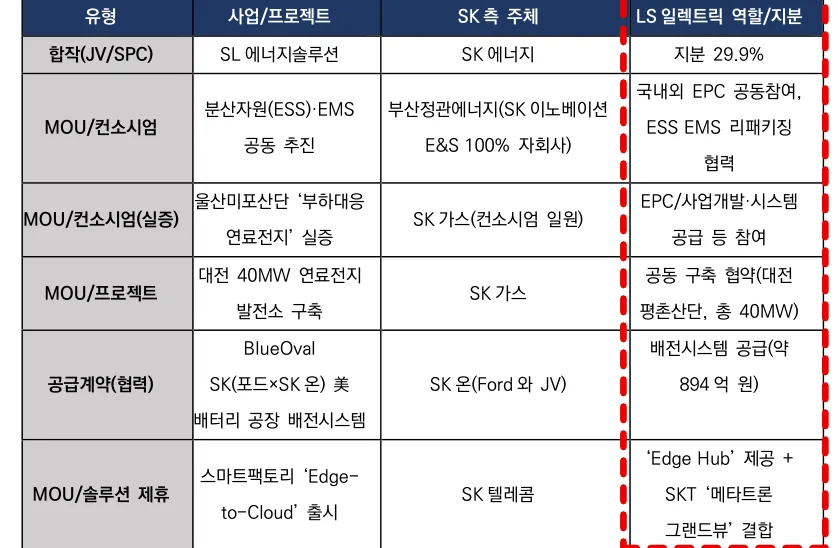 유형 사업/프로젝트 SK 측 주체 LS 일렉트릭 역할/지분
합작(JV/SPC) SL 에너지솔루션 SK 에너지 지분 29.9%
MOU/컨소시엄
분산자원(ESS)·EMS
공동 추진
부산정관에너지(SK 이노베이션
E&S 100% 자회사)
국내외 EPC 공동참여,
ESS EMS 리패키징
협력
MOU/컨소시엄(실증)
울산미포산단 ‘부하대응
연료전지’ 실증
SK 가스(컨소시엄 일원)
EPC/사업개발·시스템
공급 등 참여
MOU/프로젝트
대전 40MW 연료전지
발전소 구축
SK 가스
공동 구축 협약(대전
평촌산단, 총 40MW)
공급계약(협력)
BlueOval
SK(포드×SK 온) 美
배터리 공장 배전시스템
SK 온(Ford 와 JV)
배전시스템 공급(약
894 억 원)
MOU/솔루션 제휴
스마트팩토리 ‘Edge-
to-Cloud’ 출시
SK 텔레콤
‘Edge Hub’ 제공 +
SKT ‘메타트론
그랜드뷰’ 결합